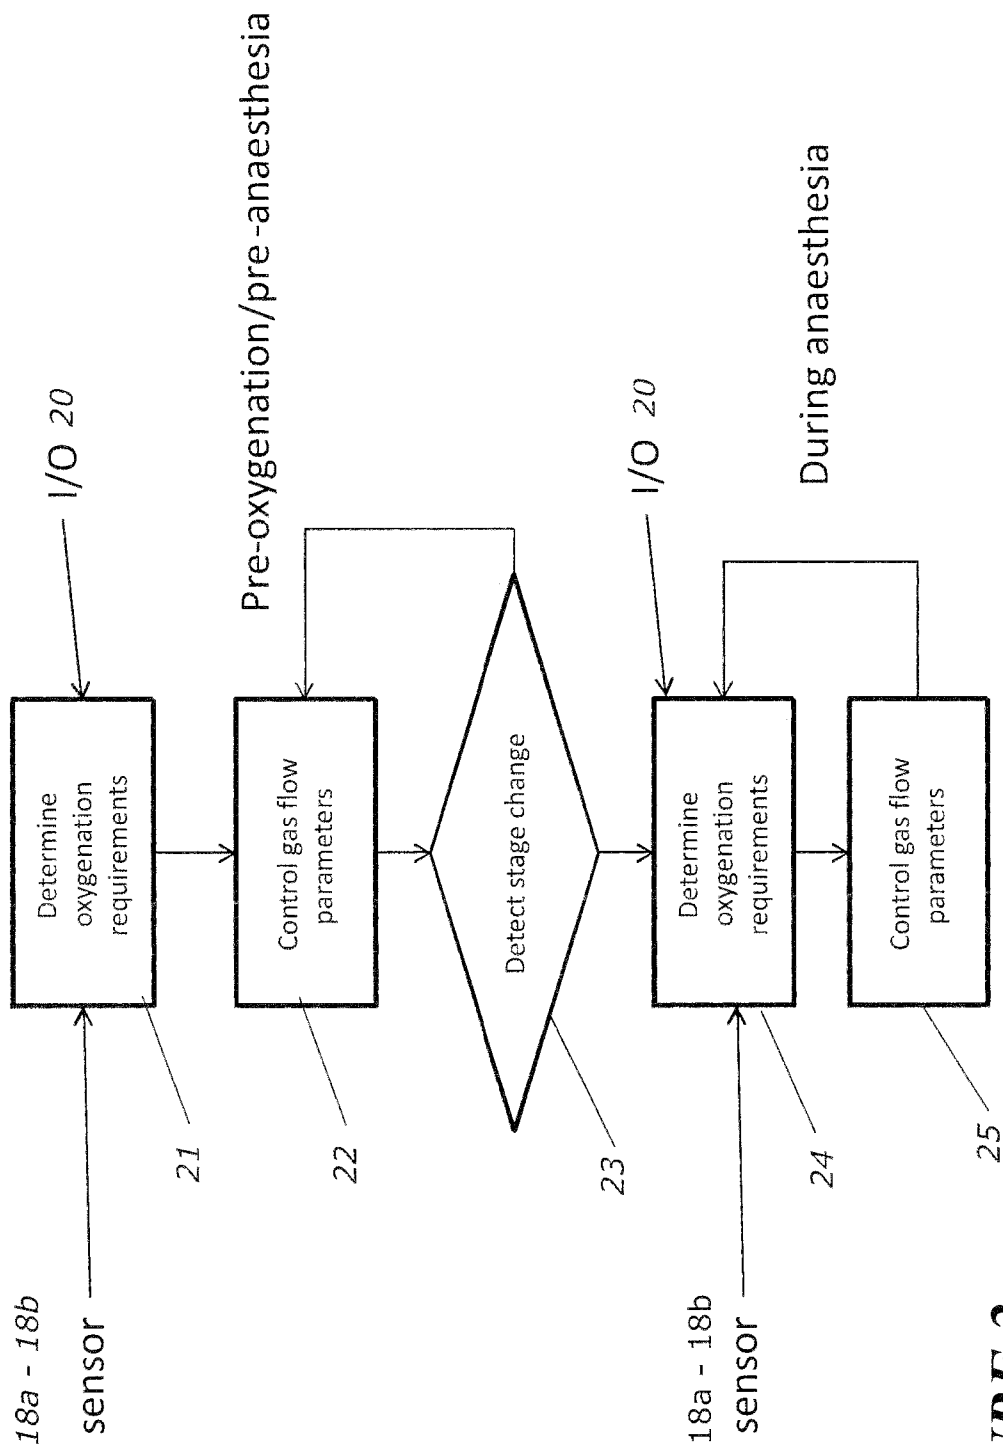 18a - 18b
sensor
I/O 20
Determine
oxygenation
requirements
21
Pre-oxygenation/pre-anaesthesia
Control gas flow
parameters
22
Detect stage change
23
18a - 18b
sensor
I/O 20
Determine
oxygenation
requirements
24
During anaesthesia
Control gas flow
parameters
25